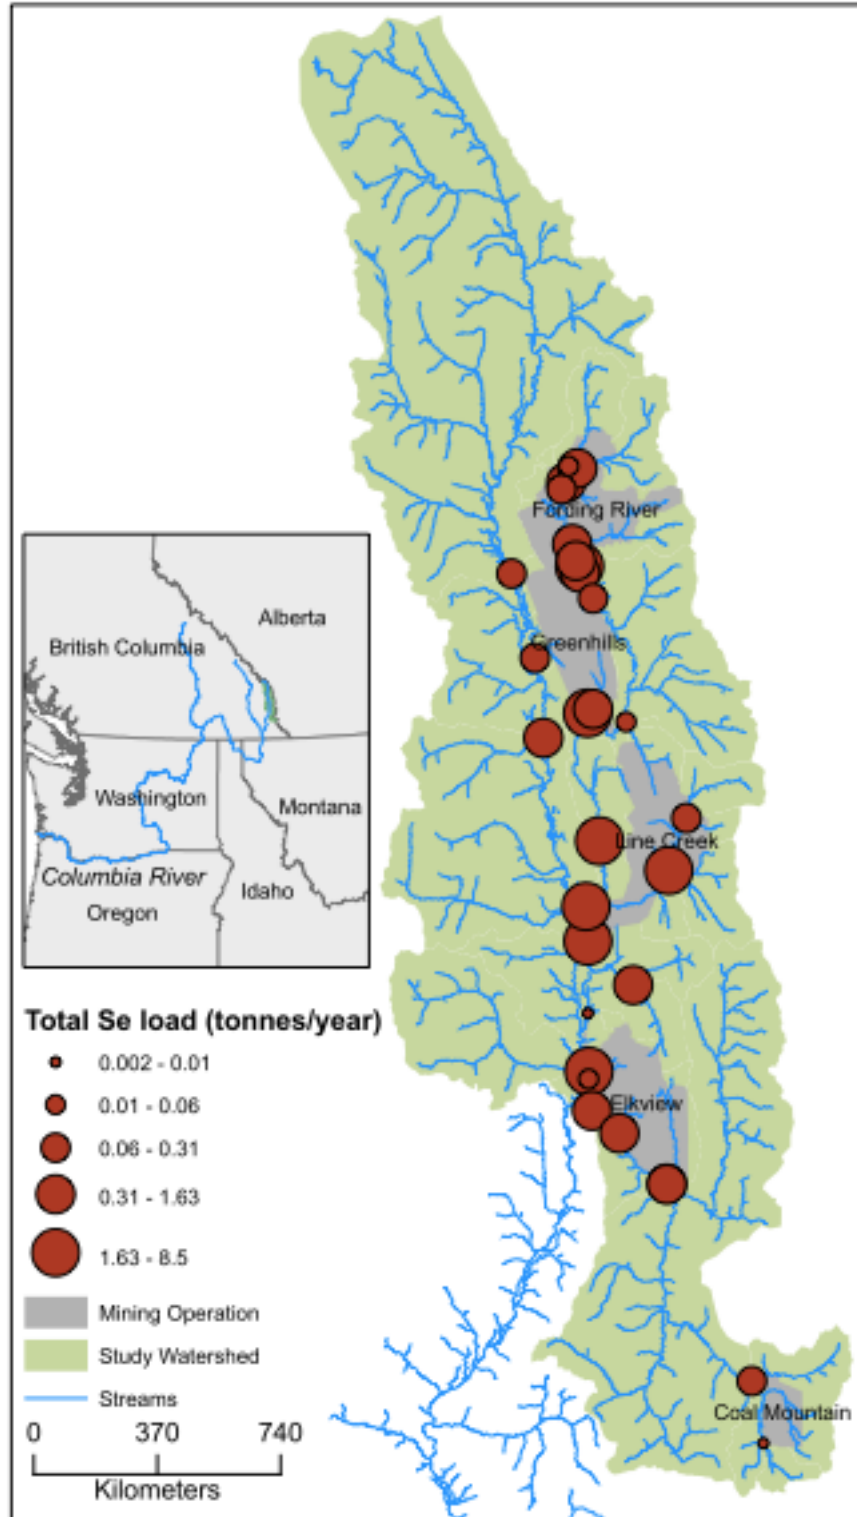 Fording River
Greenhills
Line Creek
Elkview
Coal Mountain
Alberta
British Columbia
Washington
Montana
Columbia River
Idaho
Oregon
Total Se load (tonnes/year)
0.002 - 0.01
0.01 - 0.06
0.06 - 0.31
0.31 - 1.63
1.63 - 8.5
Mining Operation
Study Watershed
Streams
0 370 740
Kilometers